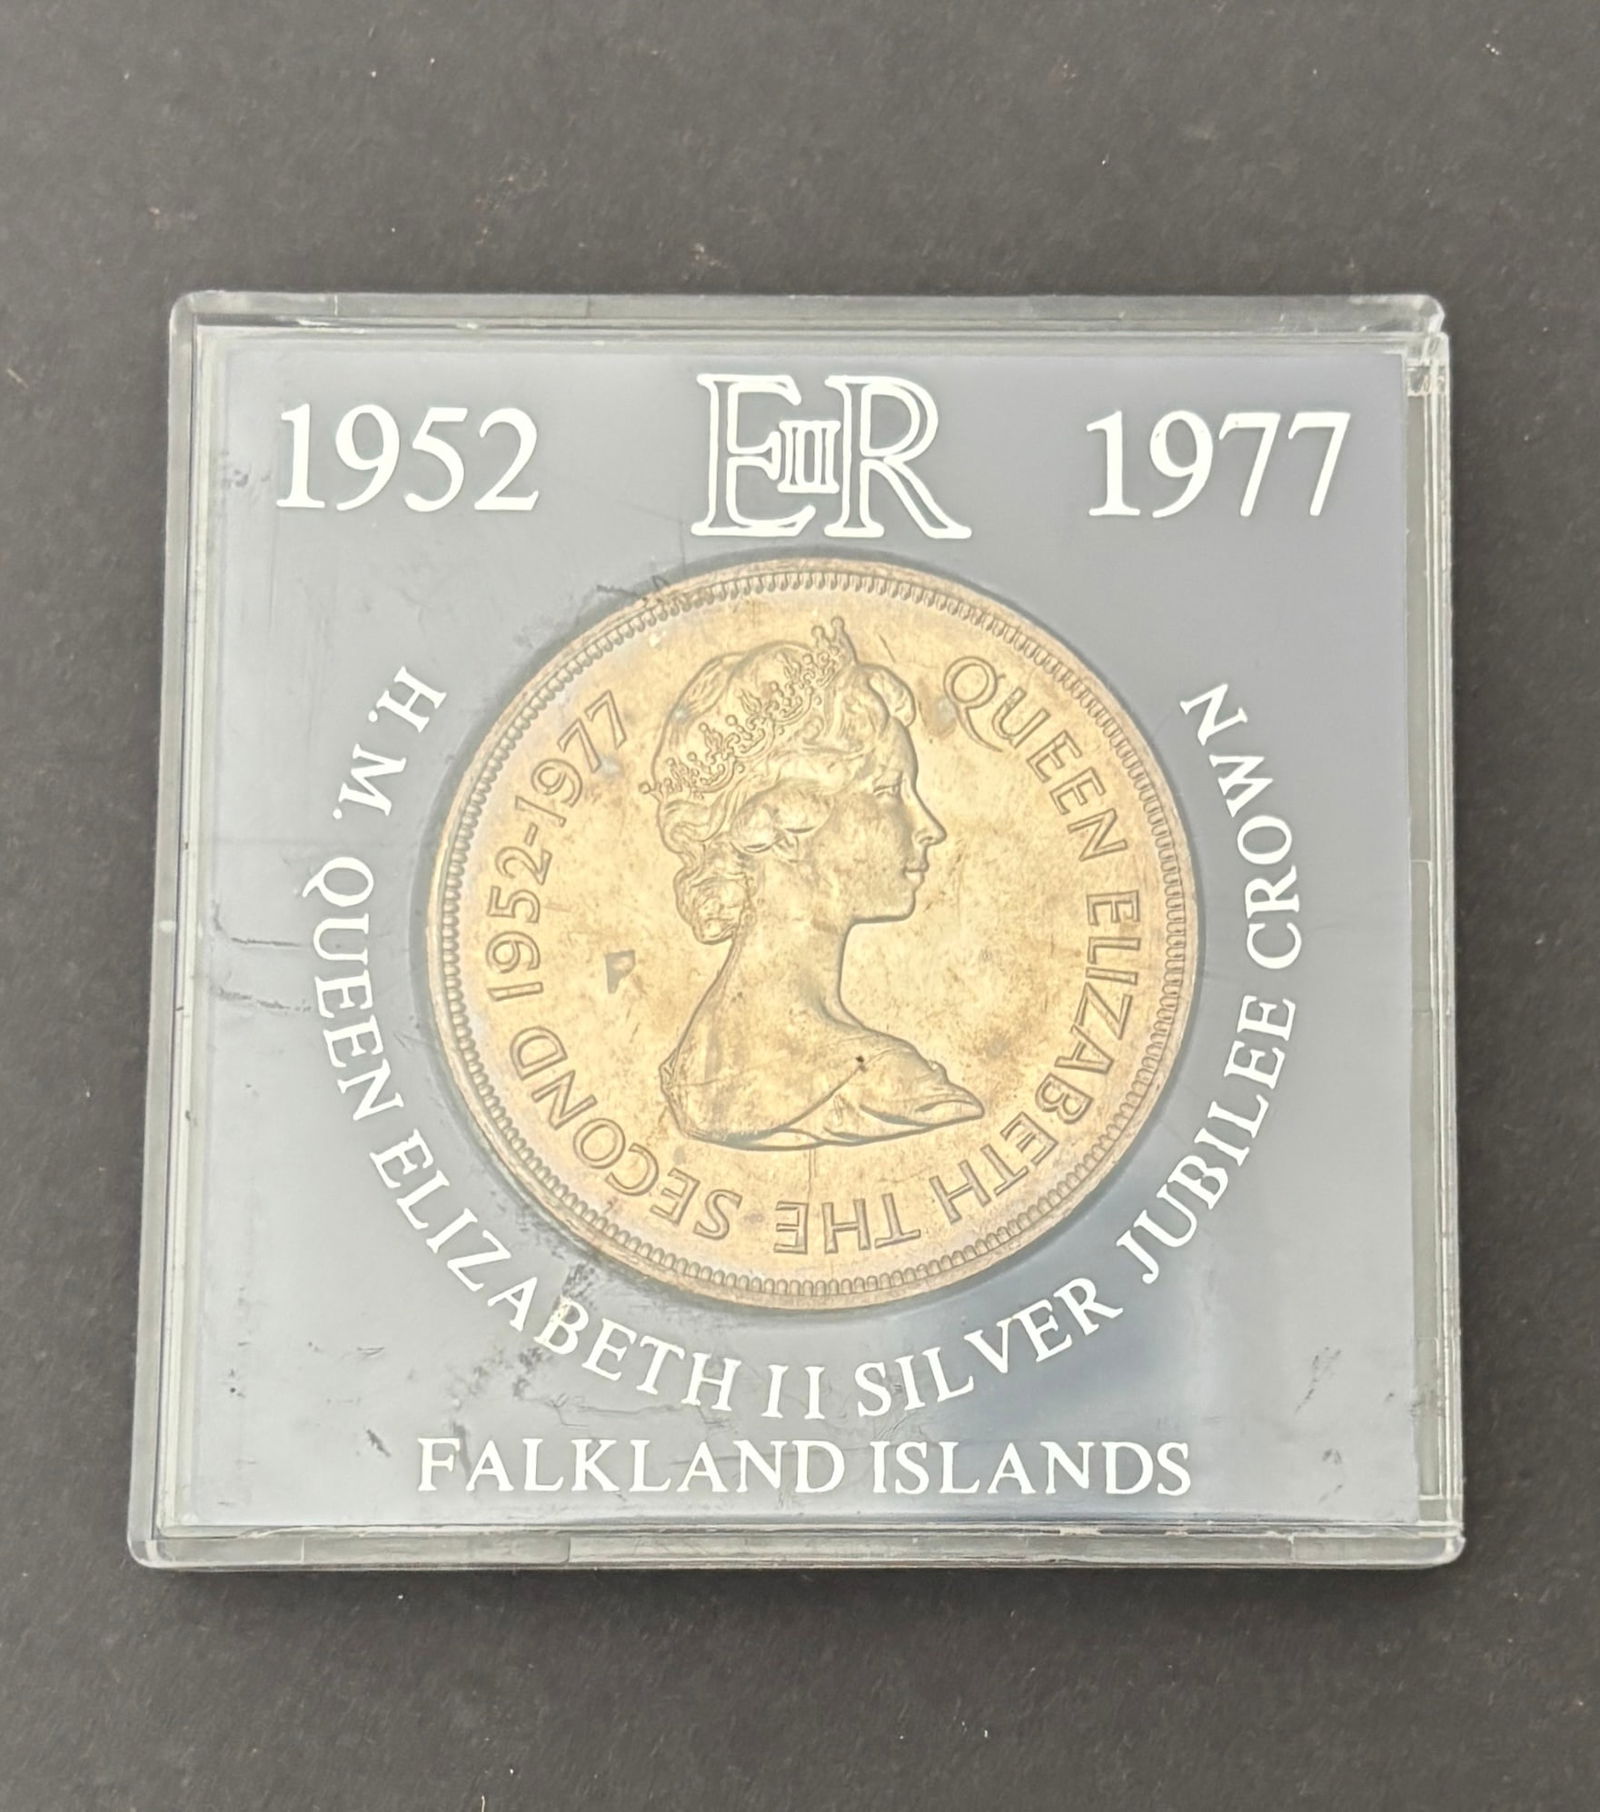 1952 EIIR 1977
H.M. QUEEN ELIZABETH II SILVER JUBILEE CROWN
FALKLAND ISLANDS
QUEEN ELIZABETH THE SECOND 1952-1977